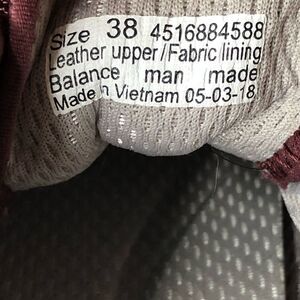 Size 38 4516884588
Leather upper/Fabric lining
Balance man made
Made in Vietnam 05-03-18